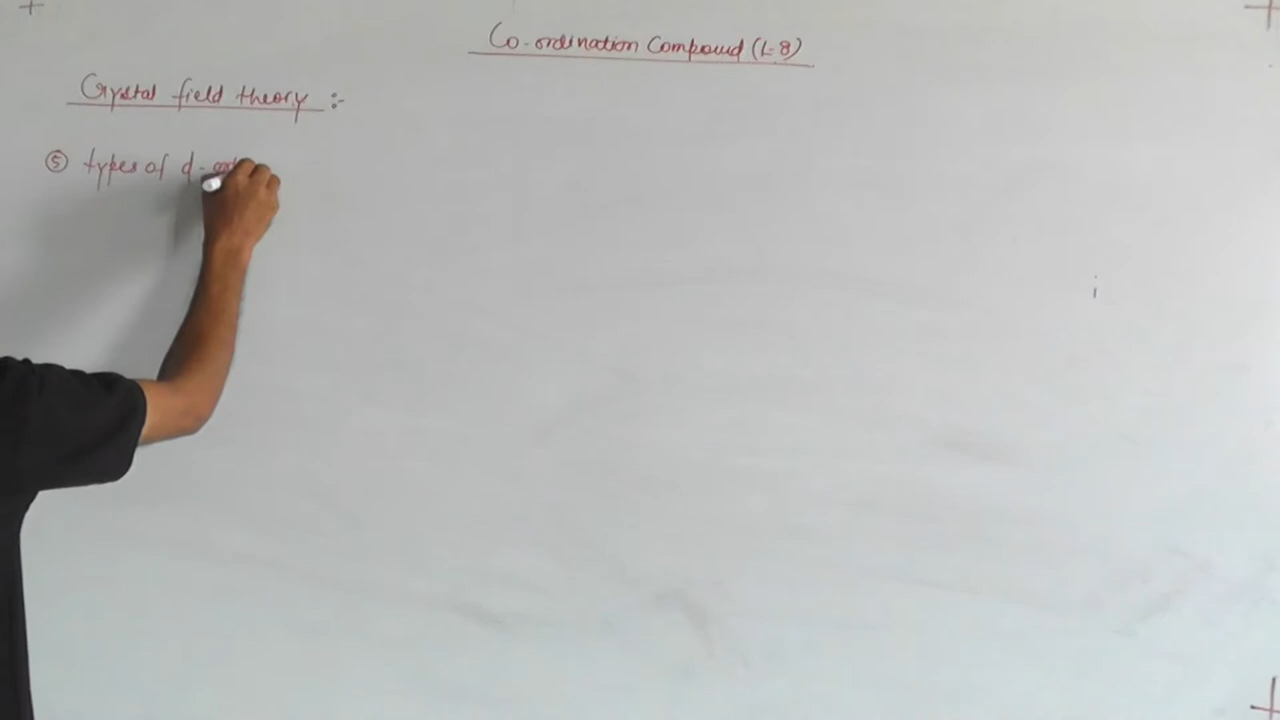 Co-ordination Compound (L-8)
Crystal field theory :-
⑤ types of d-
i